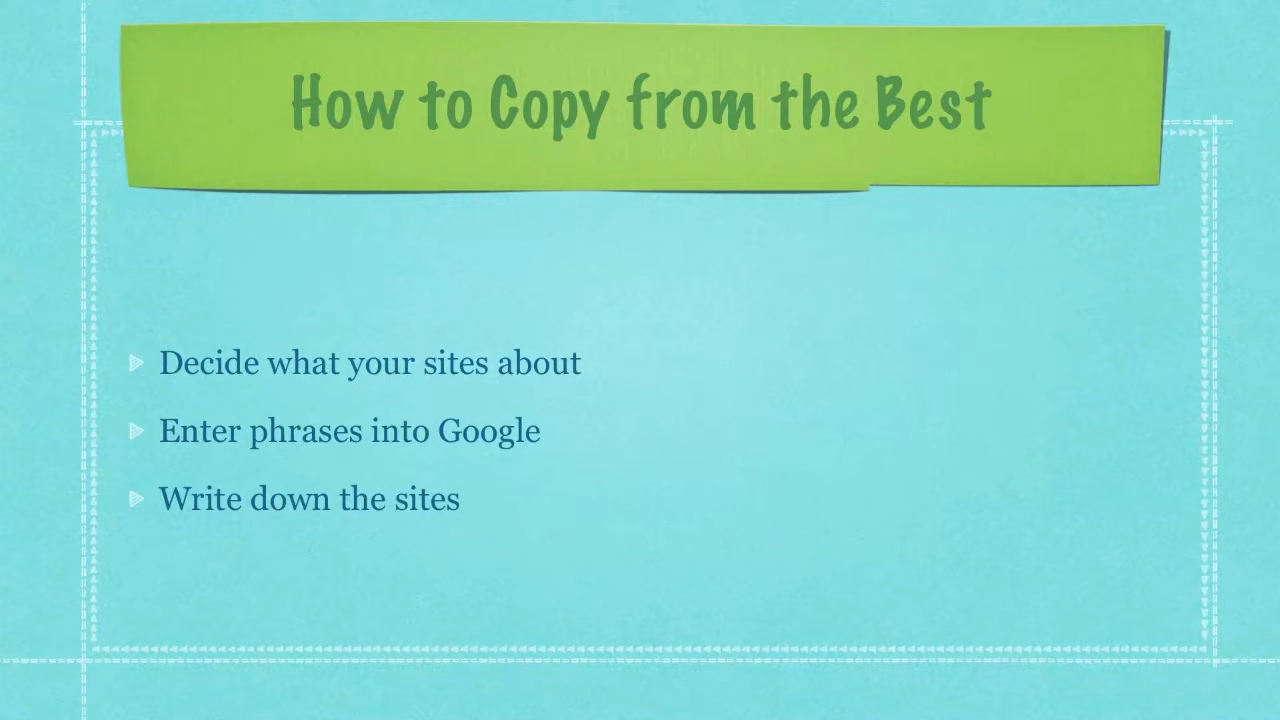 How to Copy from the Best
Decide what your sites about
Enter phrases into Google
Write down the sites